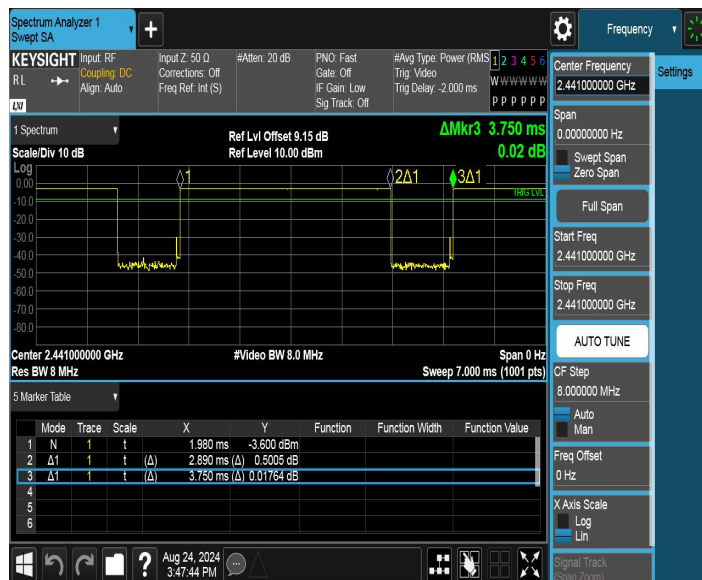 Spectrum Analyzer 1
Swept SA
Frequency
KEYSIGHT
RL
LXI
Input: RF
Coupling: DC
Align: Auto
Input Z: 50 Ω
Corrections: Off
Freq Ref: Int (S)
#Atten: 20 dB
PNO: Fast
Gate: Off
IF Gain: Low
Sig Track: Off
#Avg Type: Power (RMS
Trig: Video
Trig Delay: -2.000 ms
1 2 3 4 5 6
W W W W W W
P P P P P P
1 Spectrum
Scale/Div 10 dB
Ref Lvl Offset 9.15 dB
Ref Level 10.00 dBm
ΔMkr3 3.750 ms
0.02 dB
Log
0.00
-10.0
-20.0
-30.0
-40.0
-50.0
-60.0
-70.0
-80.0
1
2Δ1
3Δ1
TRIG LVL
Center 2.441000000 GHz
#Video BW 8.0 MHz
Span 0 Hz
Res BW 8 MHz
Sweep 7.000 ms (1001 pts)
5 Marker Table
Mode Trace Scale X Y Function Function Width Function Value
1 N 1 t 1.980 ms -3.600 dBm
2 Δ1 1 t (Δ) 2.890 ms (Δ) 0.5005 dB
3 Δ1 1 t (Δ) 3.750 ms (Δ) 0.01764 dB
4
5
6
Aug 24, 2024
3:47:44 PM
Center Frequency
2.441000000 GHz
Settings
Span
0.00000000 Hz
Swept Span
Zero Span
Full Span
Start Freq
2.441000000 GHz
Stop Freq
2.441000000 GHz
AUTO TUNE
CF Step
8.000000 MHz
Auto
Man
Freq Offset
0 Hz
X Axis Scale
Log
Lin
Signal Track
(Span Zoom)